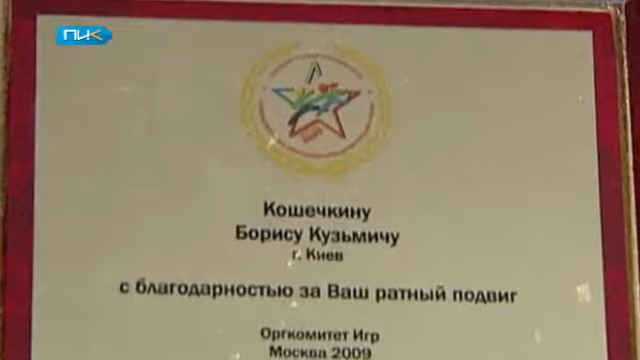 ПИК
Кошечкину
Борису Кузьмичу
г. Киев
с благодарностью за Ваш ратный подвиг
Оргкомитет Игр
Москва 2009